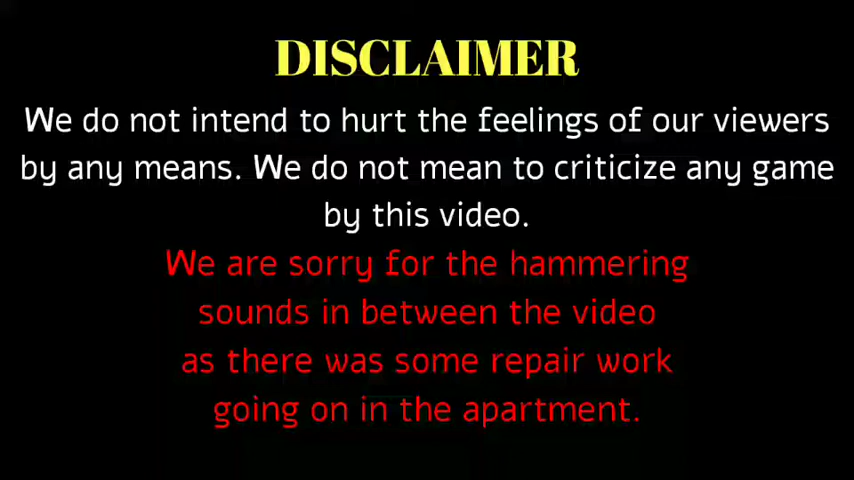 DISCLAIMER
We do not intend to hurt the feelings of our viewers
by any means. We do not mean to criticize any game
by this video.
We are sorry for the hammering
sounds in between the video
as there was some repair work
going on in the apartment.